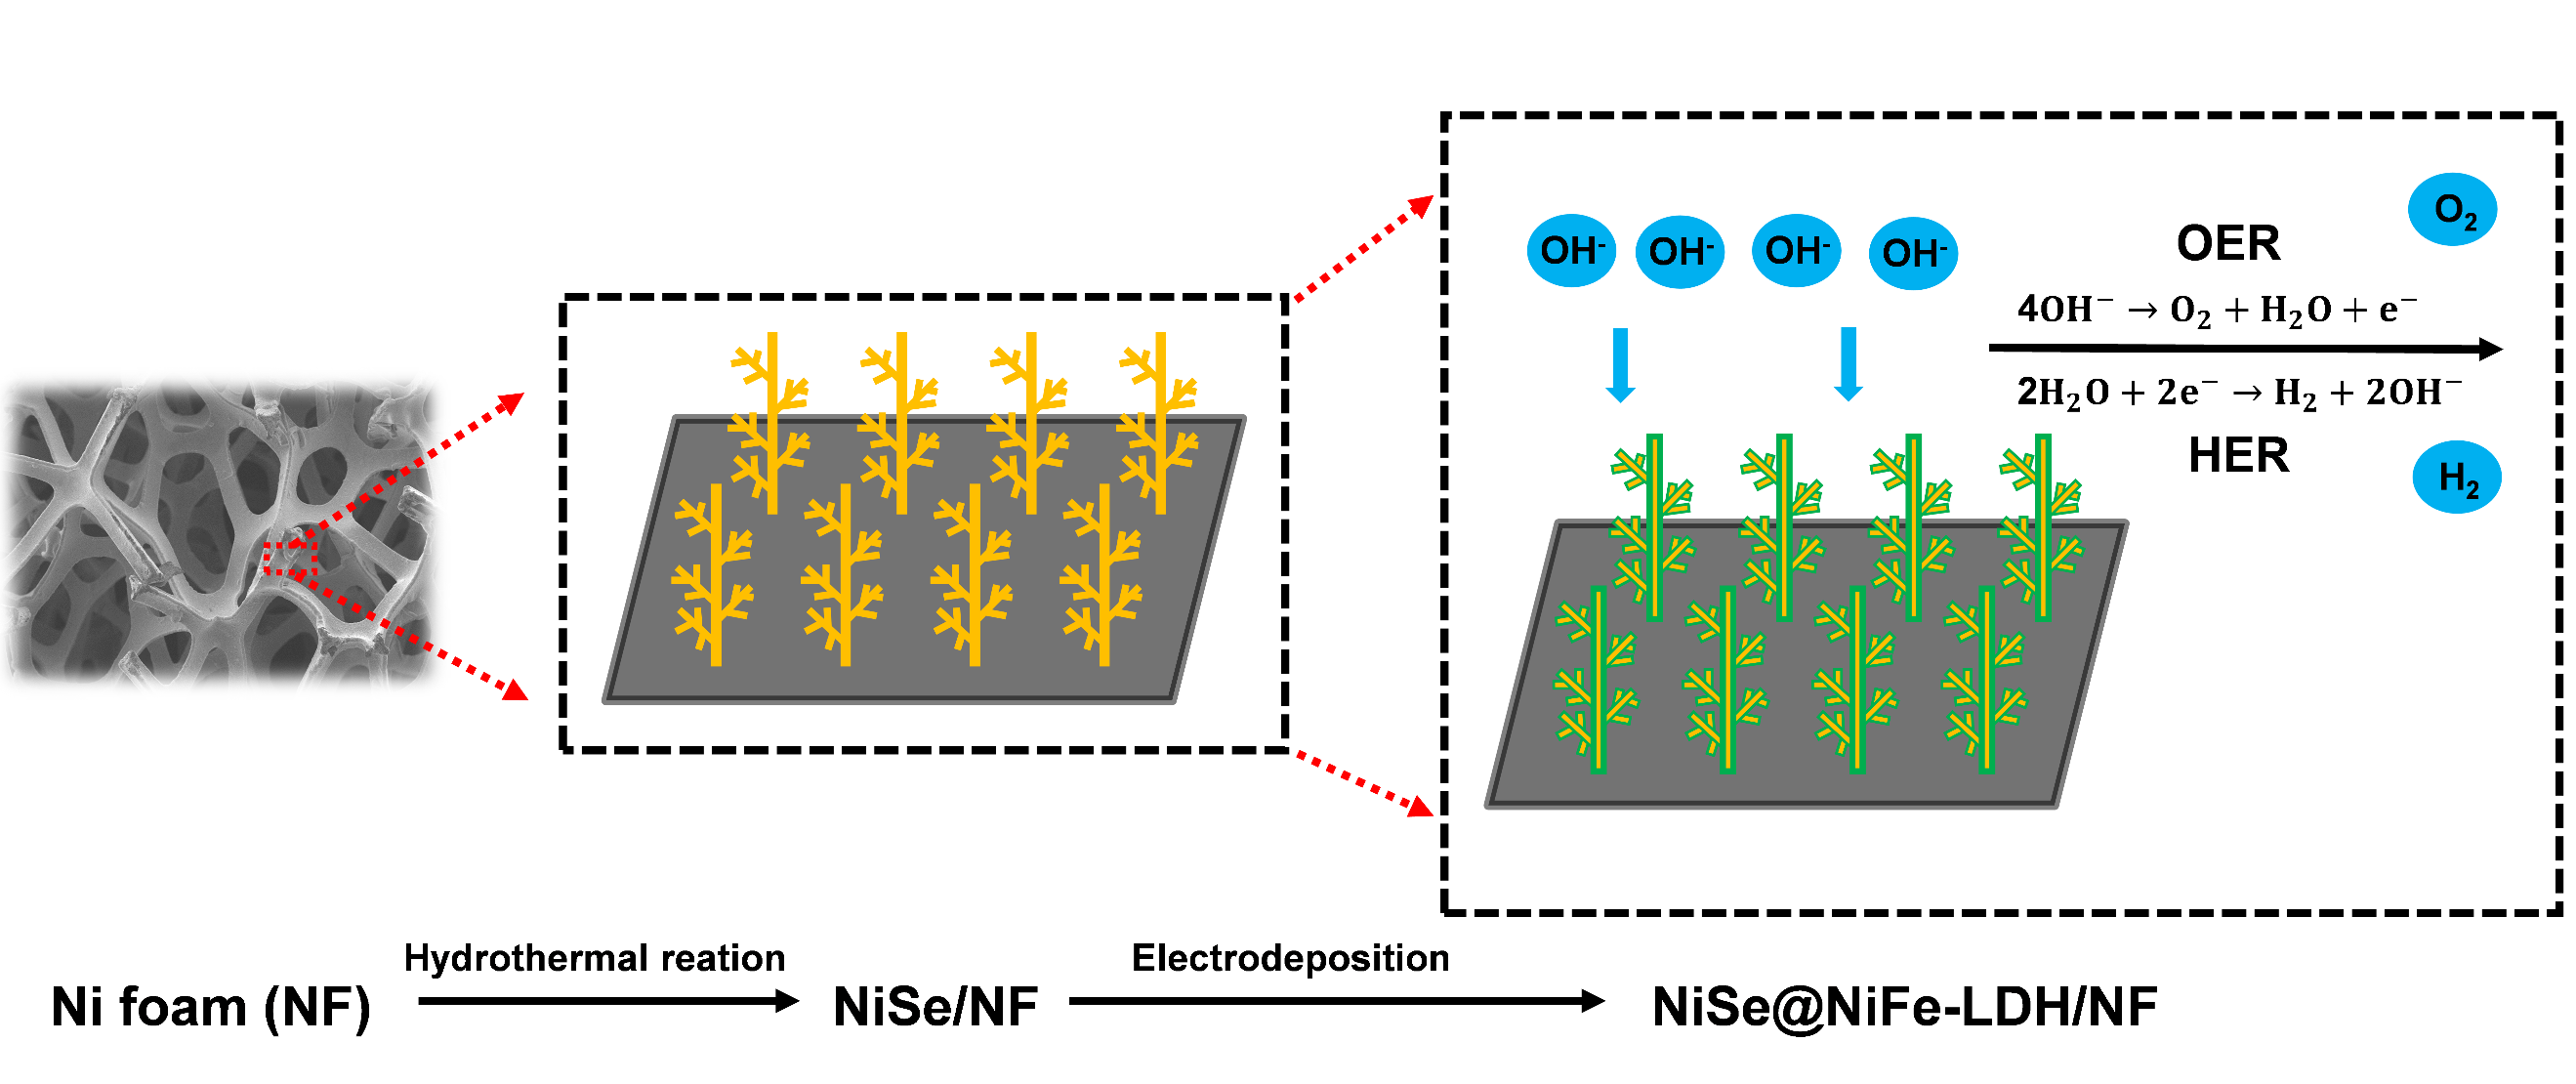 OH⁻ OH⁻ OH⁻ OH⁻
O₂
OER
4OH⁻ → O₂ + H₂O + e⁻
2H₂O + 2e⁻ → H₂ + 2OH⁻
HER
H₂
Hydrothermal reation
Electrodeposition
Ni foam (NF)
NiSe/NF
NiSe@NiFe-LDH/NF